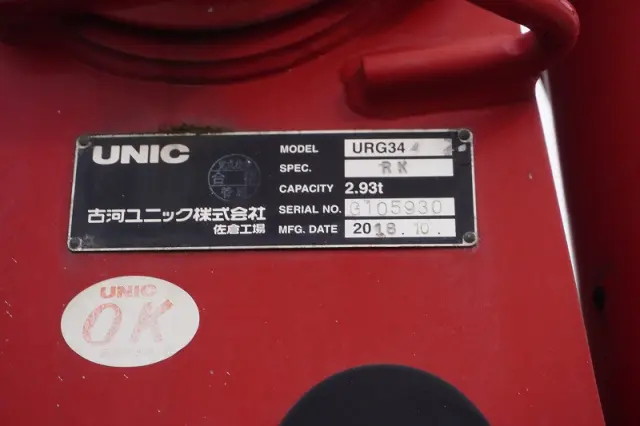 UNIC
MODEL URG34
SPEC. RK
CAPACITY 2.93t
SERIAL NO. G105930
MFG. DATE 2018.10.
古河ユニック株式会社
佐倉工場
UNIC
OK